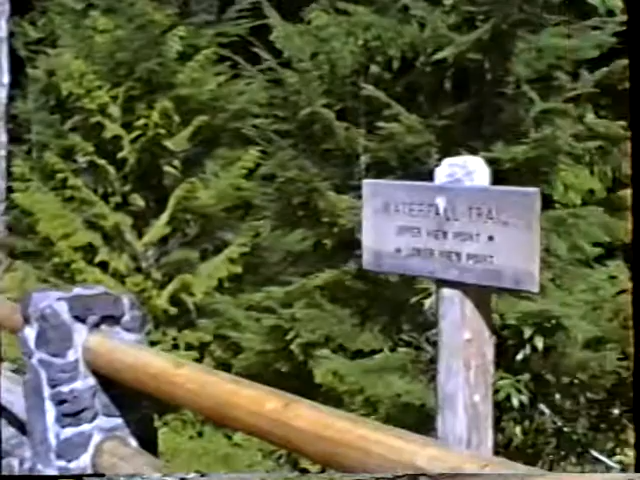 WATERFALL TRAIL
UPPER VIEW POINT •
• LOWER VIEW POINT